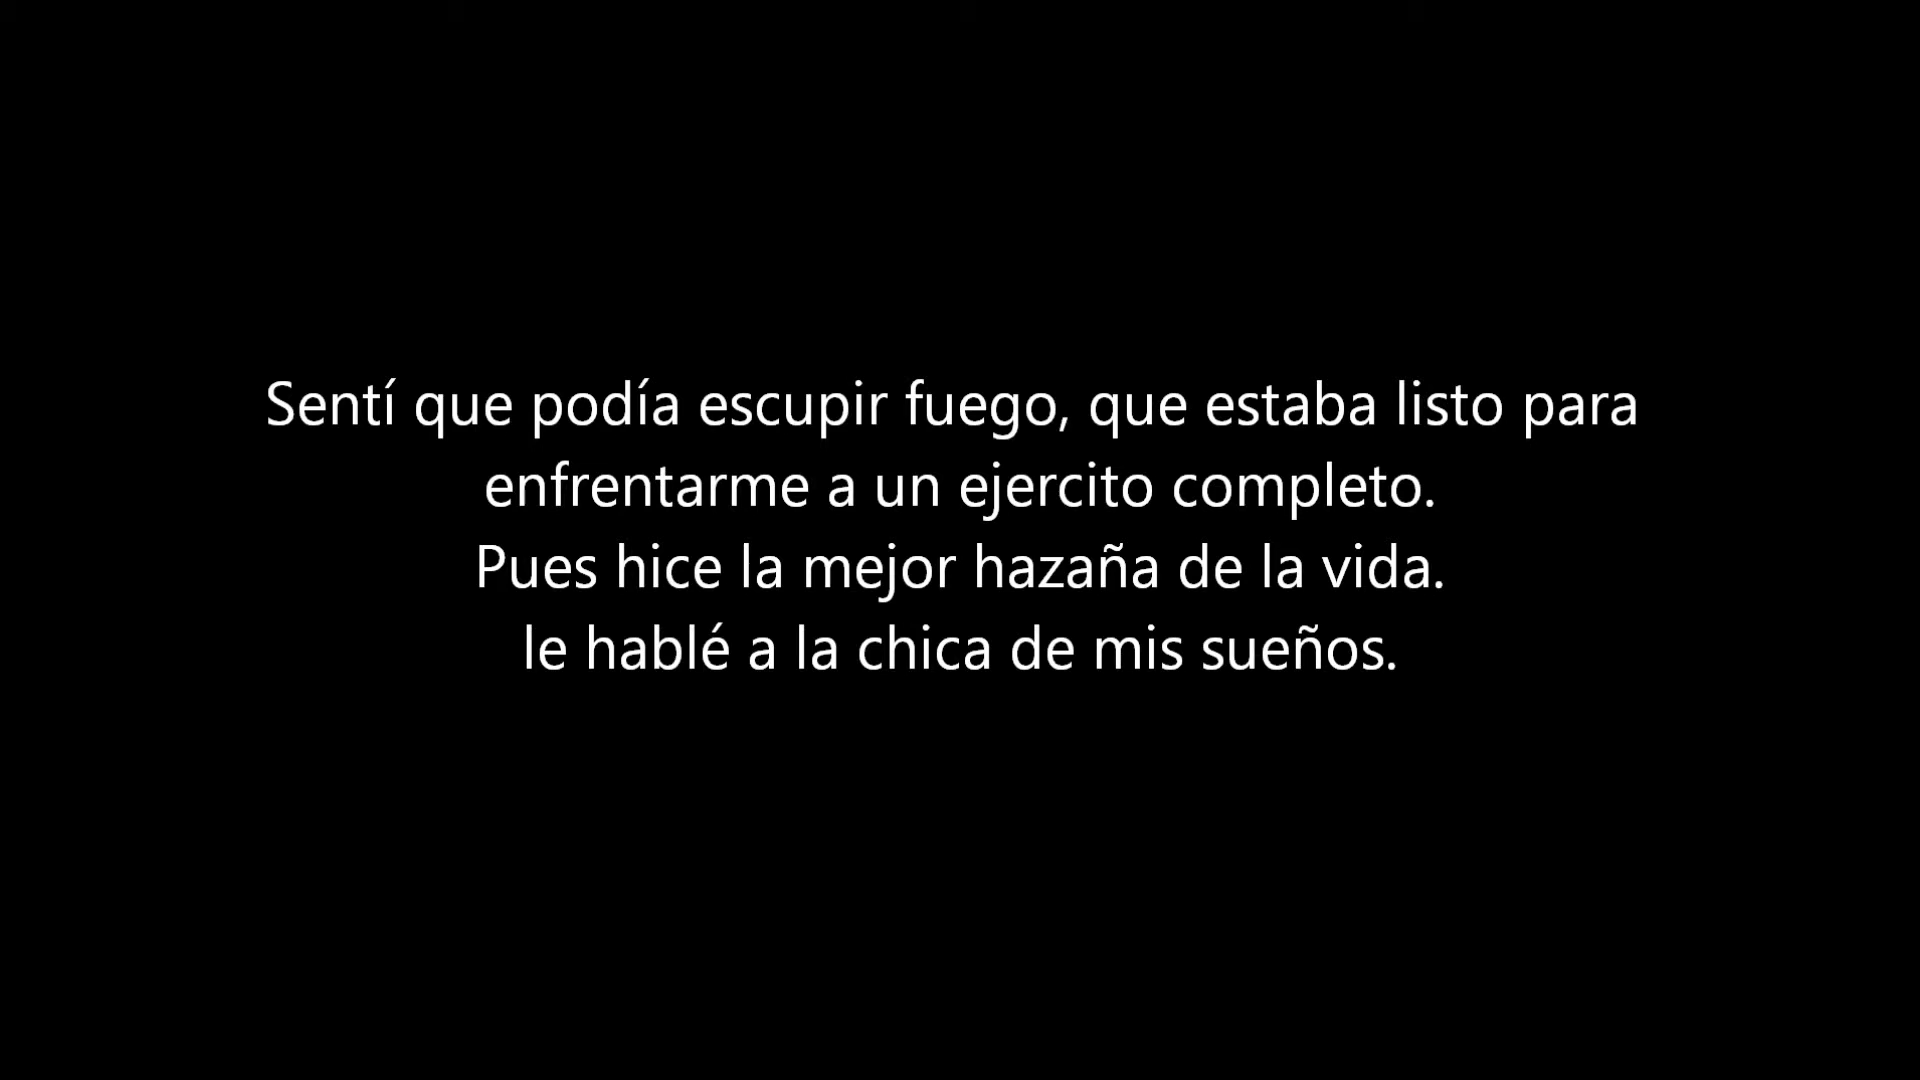 Sentí que podía escupir fuego, que estaba listo para
enfrentarme a un ejercito completo.
Pues hice la mejor hazaña de la vida.
le hablé a la chica de mis sueños.